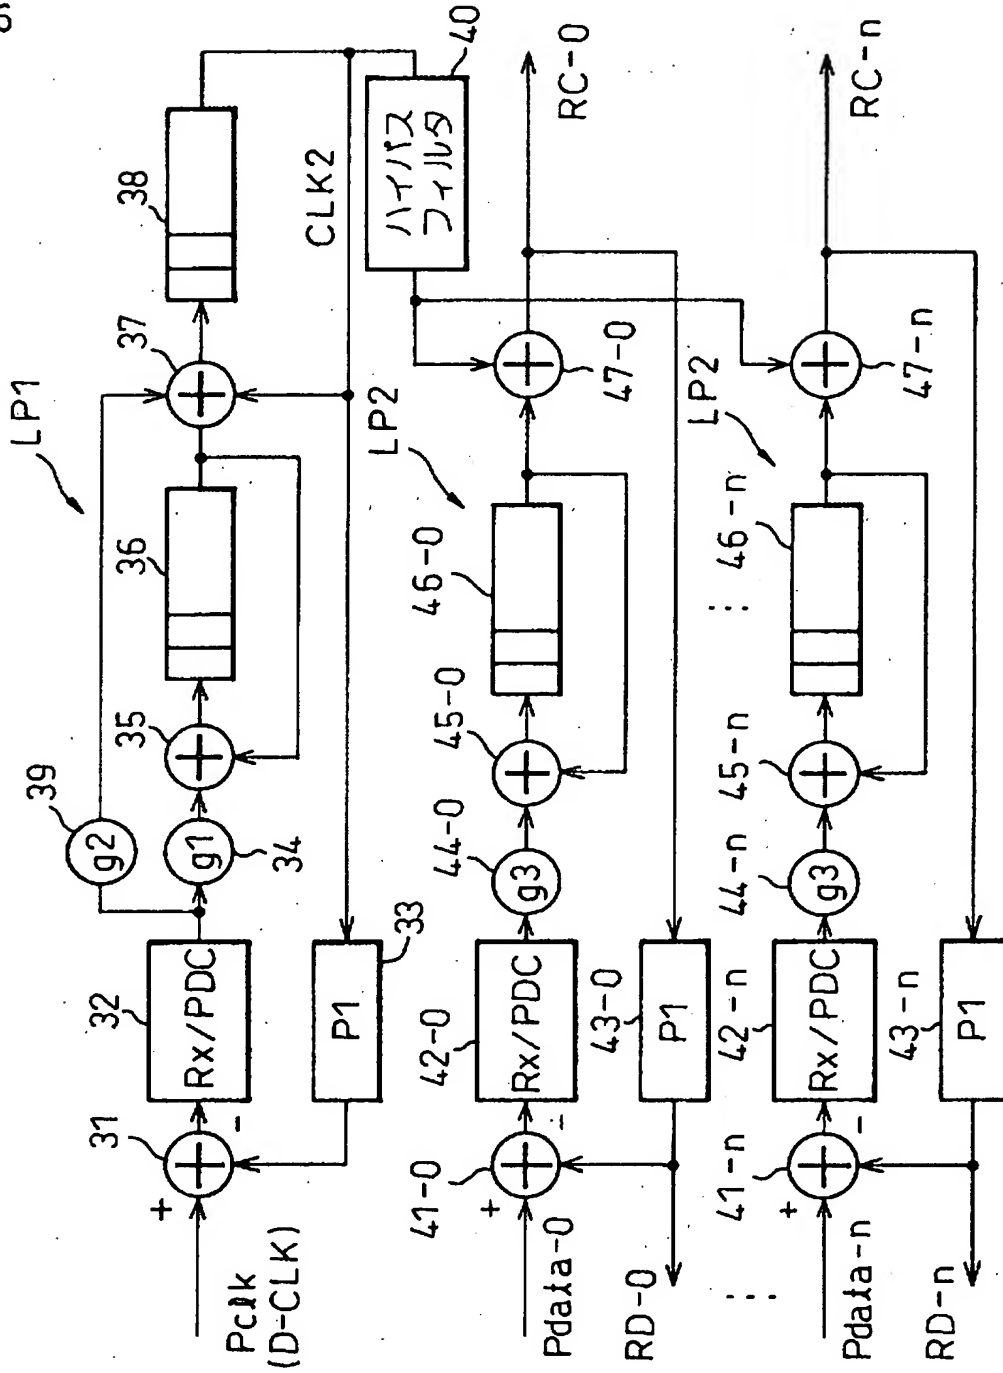 LP1
39
g2
31
+
-
32
Rx/PDC
g1
34
35
36
37
38
Pclk
(D-CLK)
P1
33
CLK2
40
ハイパス
フィルタ
LP2
41-0
+
-
42-0
Rx/PDC
44-0
g3
45-0
46-0
47-0
RC-0
Pdata-0
RD-0
43-0
P1
⋮
⋮
LP2
41-n
+
-
42-n
Rx/PDC
44-n
g3
45-n
46-n
47-n
RC-n
Pdata-n
RD-n
43-n
P1